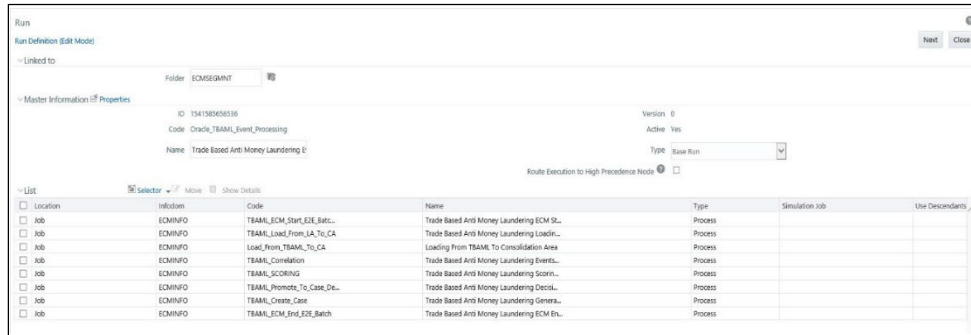 Run
Run Definition (Edit Mode)
Next Close
Linked to
Folder ECMSEGMNT
Master Information Properties
ID 1541585658536 Version 0
Code Oracle_TBAML_Event_Processing Active Yes
Name Trade Based Anti Money Laundering E Type Base Run
Route Execution to High Precedence Node
List Selector Move Show Details
Location Infodom Code Name Type Simulation Job Use Descendants
Job ECMINFO TBAML_ECM_Start_E2E_Batc... Trade Based Anti Money Laundering ECM St... Process
Job ECMINFO TBAML_Load_From_LA_To_CA Trade Based Anti Money Laundering Loadin... Process
Job ECMINFO Load_From_TBAML_To_CA Loading From TBAML To Consolidation Area Process
Job ECMINFO TBAML_Correlation Trade Based Anti Money Laundering Events... Process
Job ECMINFO TBAML_SCORING Trade Based Anti Money Laundering Scorin... Process
Job ECMINFO TBAML_Promote_To_Case_De... Trade Based Anti Money Laundering Decisi... Process
Job ECMINFO TBAML_Create_Case Trade Based Anti Money Laundering Genera... Process
Job ECMINFO TBAML_ECM_End_E2E_Batch Trade Based Anti Money Laundering ECM En... Process